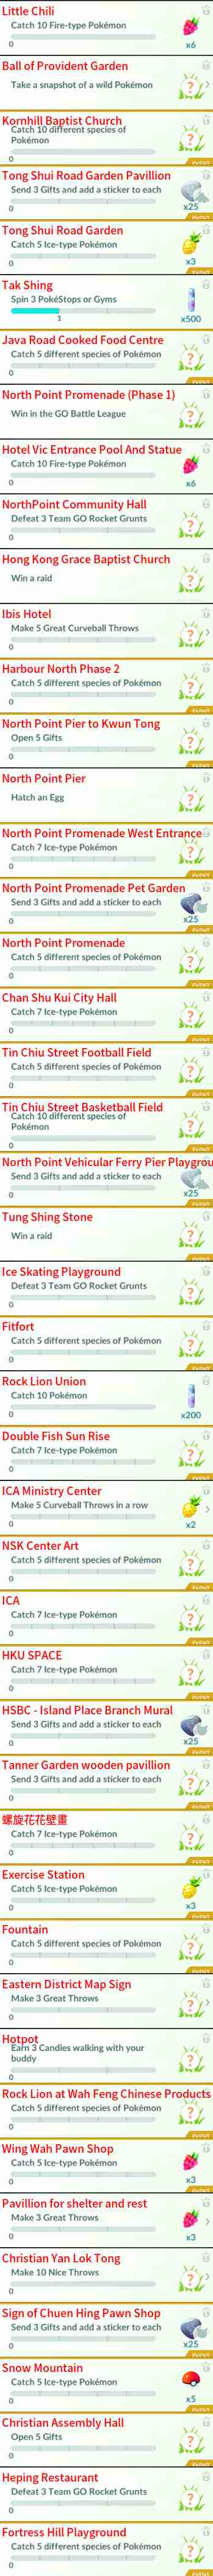 Little Chili
Catch 10 Fire-type Pokémon
0
x6
Ball of Provident Garden
Take a snapshot of a wild Pokémon
?
Kornhill Baptist Church
Catch 10 different species of
Pokémon
?
0
EVENT
Tong Shui Road Garden Pavillion
Send 3 Gifts and add a sticker to each
0
x25
EVENT
Tong Shui Road Garden
Catch 5 Ice-type Pokémon
0
x3
EVENT
Tak Shing
Spin 3 PokéStops or Gyms
1
x500
Java Road Cooked Food Centre
Catch 5 different species of Pokémon
?
0
EVENT
North Point Promenade (Phase 1)
Win in the GO Battle League
?
Hotel Vic Entrance Pool And Statue
Catch 10 Fire-type Pokémon
0
x6
NorthPoint Community Hall
Defeat 3 Team GO Rocket Grunts
?
0
Hong Kong Grace Baptist Church
Win a raid
?
Ibis Hotel
Make 5 Great Curveball Throws
?
0
Harbour North Phase 2
Catch 5 different species of Pokémon
?
0
EVENT
North Point Pier to Kwun Tong
Open 5 Gifts
?
0
EVENT
North Point Pier
Hatch an Egg
?
North Point Promenade West Entrance
Catch 7 Ice-type Pokémon
?
0
EVENT
North Point Promenade Pet Garden
Send 3 Gifts and add a sticker to each
0
x25
EVENT
North Point Promenade
Catch 5 different species of Pokémon
?
0
EVENT
Chan Shu Kui City Hall
Catch 7 Ice-type Pokémon
?
0
EVENT
Tin Chiu Street Football Field
Catch 5 different species of Pokémon
?
0
EVENT
Tin Chiu Street Basketball Field
Catch 10 different species of
Pokémon
?
0
EVENT
North Point Vehicular Ferry Pier Playgrou
Send 3 Gifts and add a sticker to each
0
x25
EVENT
Tung Shing Stone
Win a raid
?
Ice Skating Playground
Defeat 3 Team GO Rocket Grunts
?
0
EVENT
Fitfort
Catch 5 different species of Pokémon
?
0
EVENT
Rock Lion Union
Catch 10 Pokémon
0
x200
Double Fish Sun Rise
Catch 7 Ice-type Pokémon
?
0
EVENT
ICA Ministry Center
Make 5 Curveball Throws in a row
0
x2
NSK Center Art
Catch 5 different species of Pokémon
?
0
EVENT
ICA
Catch 7 Ice-type Pokémon
?
0
EVENT
HKU SPACE
Catch 7 Ice-type Pokémon
?
0
EVENT
HSBC - Island Place Branch Mural
Send 3 Gifts and add a sticker to each
0
x25
EVENT
Tanner Garden wooden pavillion
Send 3 Gifts and add a sticker to each
?
0
EVENT
螺旋花花壁畫
Catch 7 Ice-type Pokémon
?
0
EVENT
Exercise Station
Catch 5 Ice-type Pokémon
0
x3
EVENT
Fountain
Catch 5 different species of Pokémon
?
0
EVENT
Eastern District Map Sign
Make 3 Great Throws
?
0
Hotpot
Earn 3 Candies walking with your
buddy
?
0
EVENT
Rock Lion at Wah Feng Chinese Products
Catch 5 different species of Pokémon
?
0
EVENT
Wing Wah Pawn Shop
Catch 5 Ice-type Pokémon
0
x3
EVENT
Pavillion for shelter and rest
Make 3 Great Throws
0
x3
Christian Yan Lok Tong
Make 10 Nice Throws
?
0
Sign of Chuen Hing Pawn Shop
Send 3 Gifts and add a sticker to each
0
x25
EVENT
Snow Mountain
Catch 5 Ice-type Pokémon
0
x5
EVENT
Christian Assembly Hall
Open 5 Gifts
?
0
EVENT
Heping Restaurant
Defeat 3 Team GO Rocket Grunts
?
0
EVENT
Fortress Hill Playground
Catch 5 different species of Pokémon
?
0